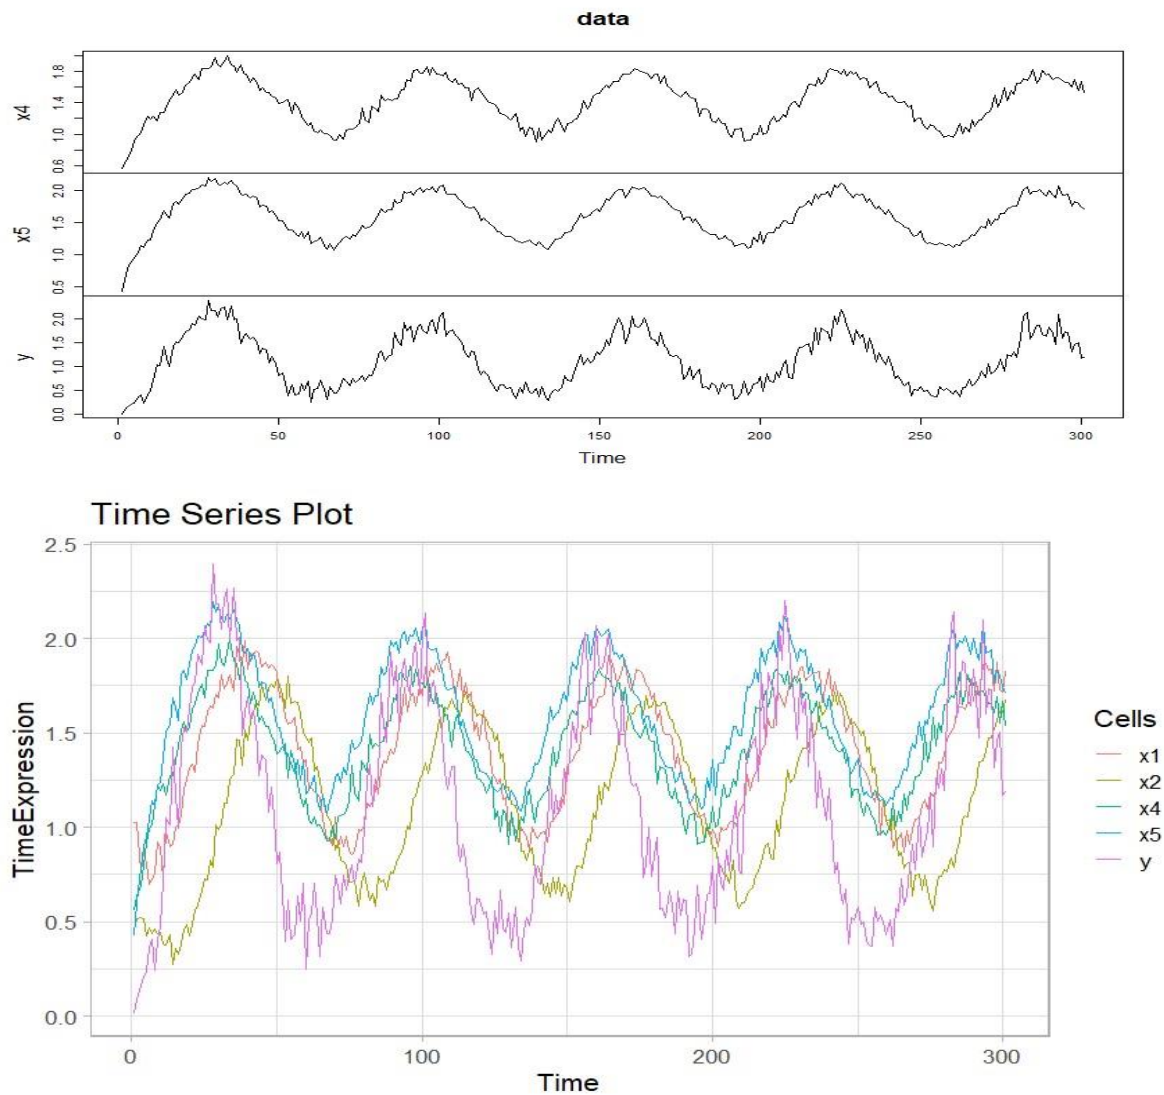 data
x4
0.6 1.0 1.4 1.8
x5
0.5 1.0 1.5 2.0
y
0.0 0.5 1.0 1.5 2.0
0 50 100 150 200 250 300
Time
Time Series Plot
TimeExpression
2.5
2.0
1.5
1.0
0.5
0.0
0 100 200 300
Time
Cells
x1
x2
x4
x5
y